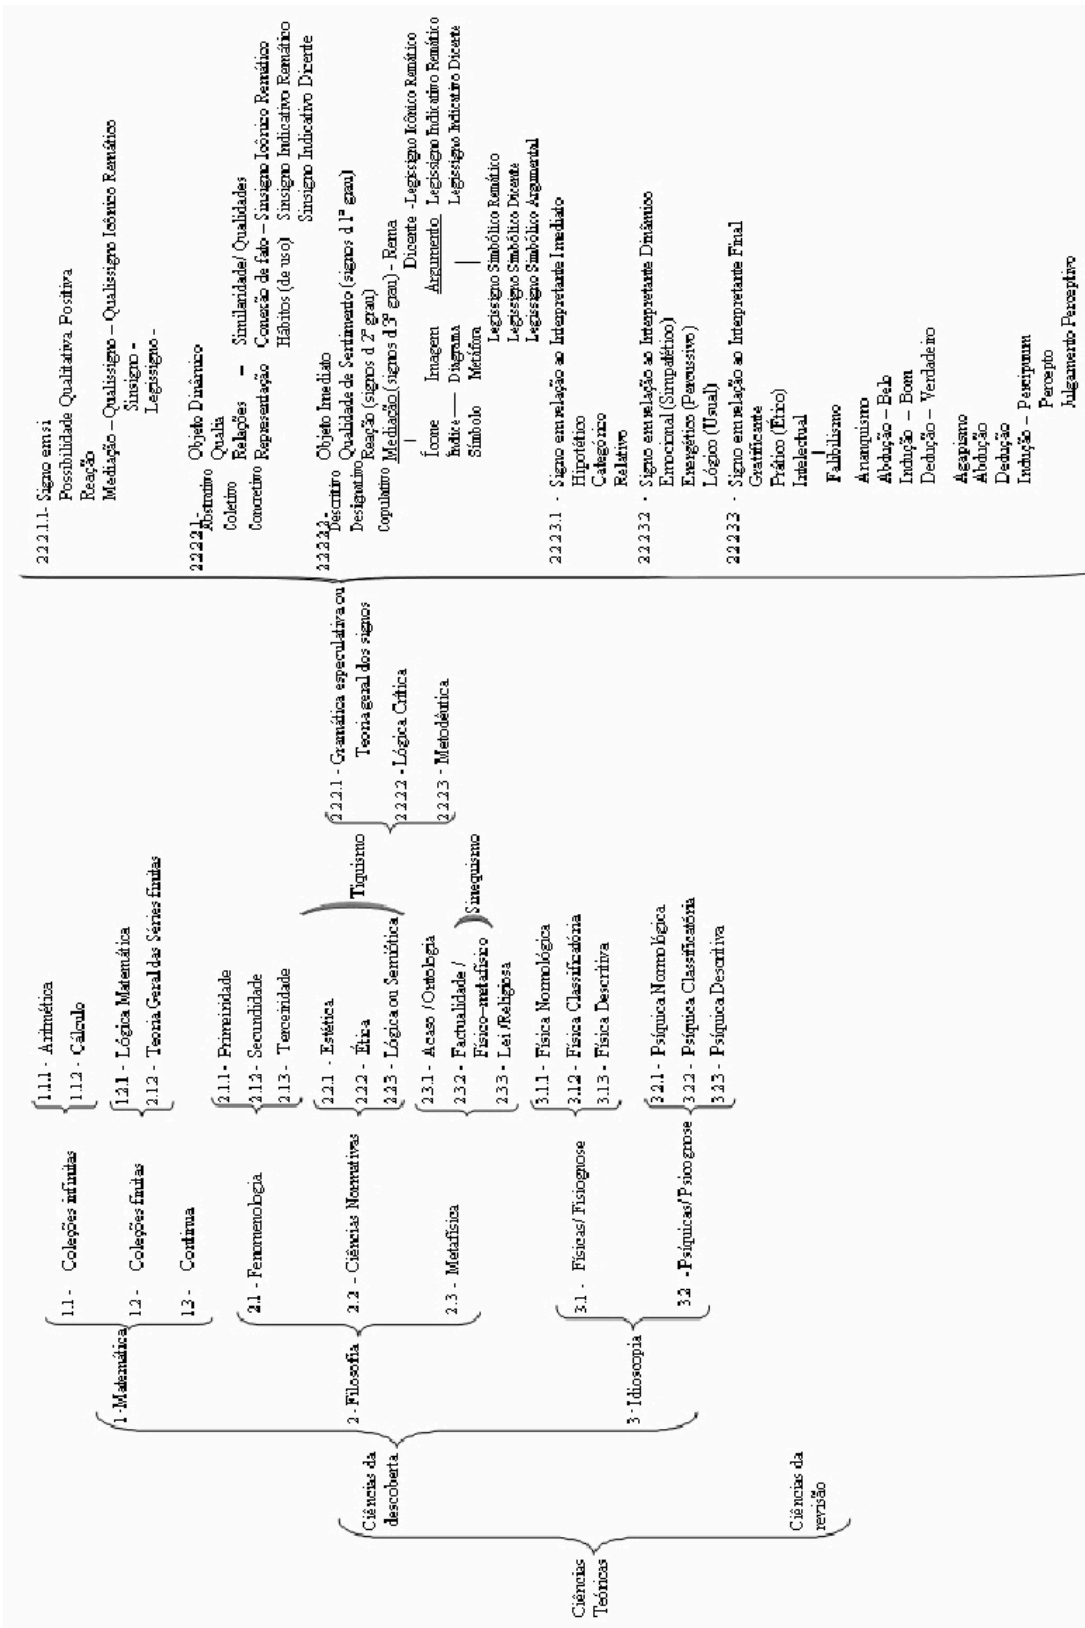 Ciências
Teóricas
Ciências da
descoberta
Ciências da
revisão
1 -Matemática
2 - Filosofia
3 - Idioscopia
1.1- Coleções infinitas
1.2- Coleções finitas
1.3- Contínua
2.1 - Fenomenologia
2.2 - Ciências Normativas
2.3 - Metafísica
3.1 - Físicas/ Fisiognose
3.2 - Psíquicas/ Psicognose
1.1.1 - Aritmética
1.1.2 - Cálculo
1.2.1 - Lógica Matemática
2.1.2 - Teoria Geral das Séries finitas
2.1.1- Primeiridade
2.1.2- Secundidade
2.1.3 - Terceiridade
2.2.1 - Estética
2.2.2 - Ética
2.2.3 - Lógica ou Semiótica
Tiquismo
2.3.1 - Acaso / Ontologia
2.3.2 - Factualidade /
Físico-metafísico
2.3.3 - Lei /Religiosa
Sinequismo
3.1.1 - Física Normológica
3.1.2 - Física Classificatória
3.1.3 - Física Descritiva
3.2.1 - Psíquica Normológica
3.2.2 - Psíquica Classificatória
3.2.3 - Psíquica Descritiva
2.2.2.1 - Gramática especulativa ou
Teoria geral dos signos
2.2.2.2 - Lógica Crítica
2.2.2.3 - Metodêutica
2.2.2.1.1- Signo em si
Possibilidade Qualitativa Positiva
Reação
Mediação – Qualissigno – Qualissigno Icônico Remático
Sinsigno -
Legissigno -
2.2.2.2.1- Objeto Dinâmico
Abstrativo Qualia
Coletivo Relações – Similaridade/ Qualidades
Concretivo Representação Conexão de fato – Sinsigno Icônico Remático
Hábitos (de uso) Sinsigno Indicativo Remático
Sinsigno Indicativo Dicente
2.2.2.2.2- Objeto Imediato
Descritivo Qualidade de Sentimento (signos d 1º grau)
Designativo Reação (signos d 2º grau)
Copulativo Mediação ( signos d 3º grau) - Rema
Dicente - Legissigno Icônico Remático
Ícone Imagem Argumento Legissigno Indicativo Remático
Índice Diagrama Legissigno Indicativo Dicente
Símbolo Metáfora
Legissigno Simbólico Remático
Legissigno Simbólico Dicente
Legissigno Simbólico Argumental
2.2.2.3.1 - Signo em relação ao Interpretante Imediato
Hipotético
Categórico
Relativo
2.2.2.3.2 - Signo em relação ao Interpretante Dinâmico
Emocional (Simpatético)
Energético (Percussivo)
Lógico (Usual)
2.2.2.3.3 - Signo em relação ao Interpretante Final
Gratificante
Prático (Ético)
Intelectual
Falibilismo
Ananquismo
Abdução – Belo
Indução – Bom
Dedução – Verdadeiro
Agapismo
Abdução
Dedução
Indução – Percipuum
Percepto
Julgamento Perceptivo